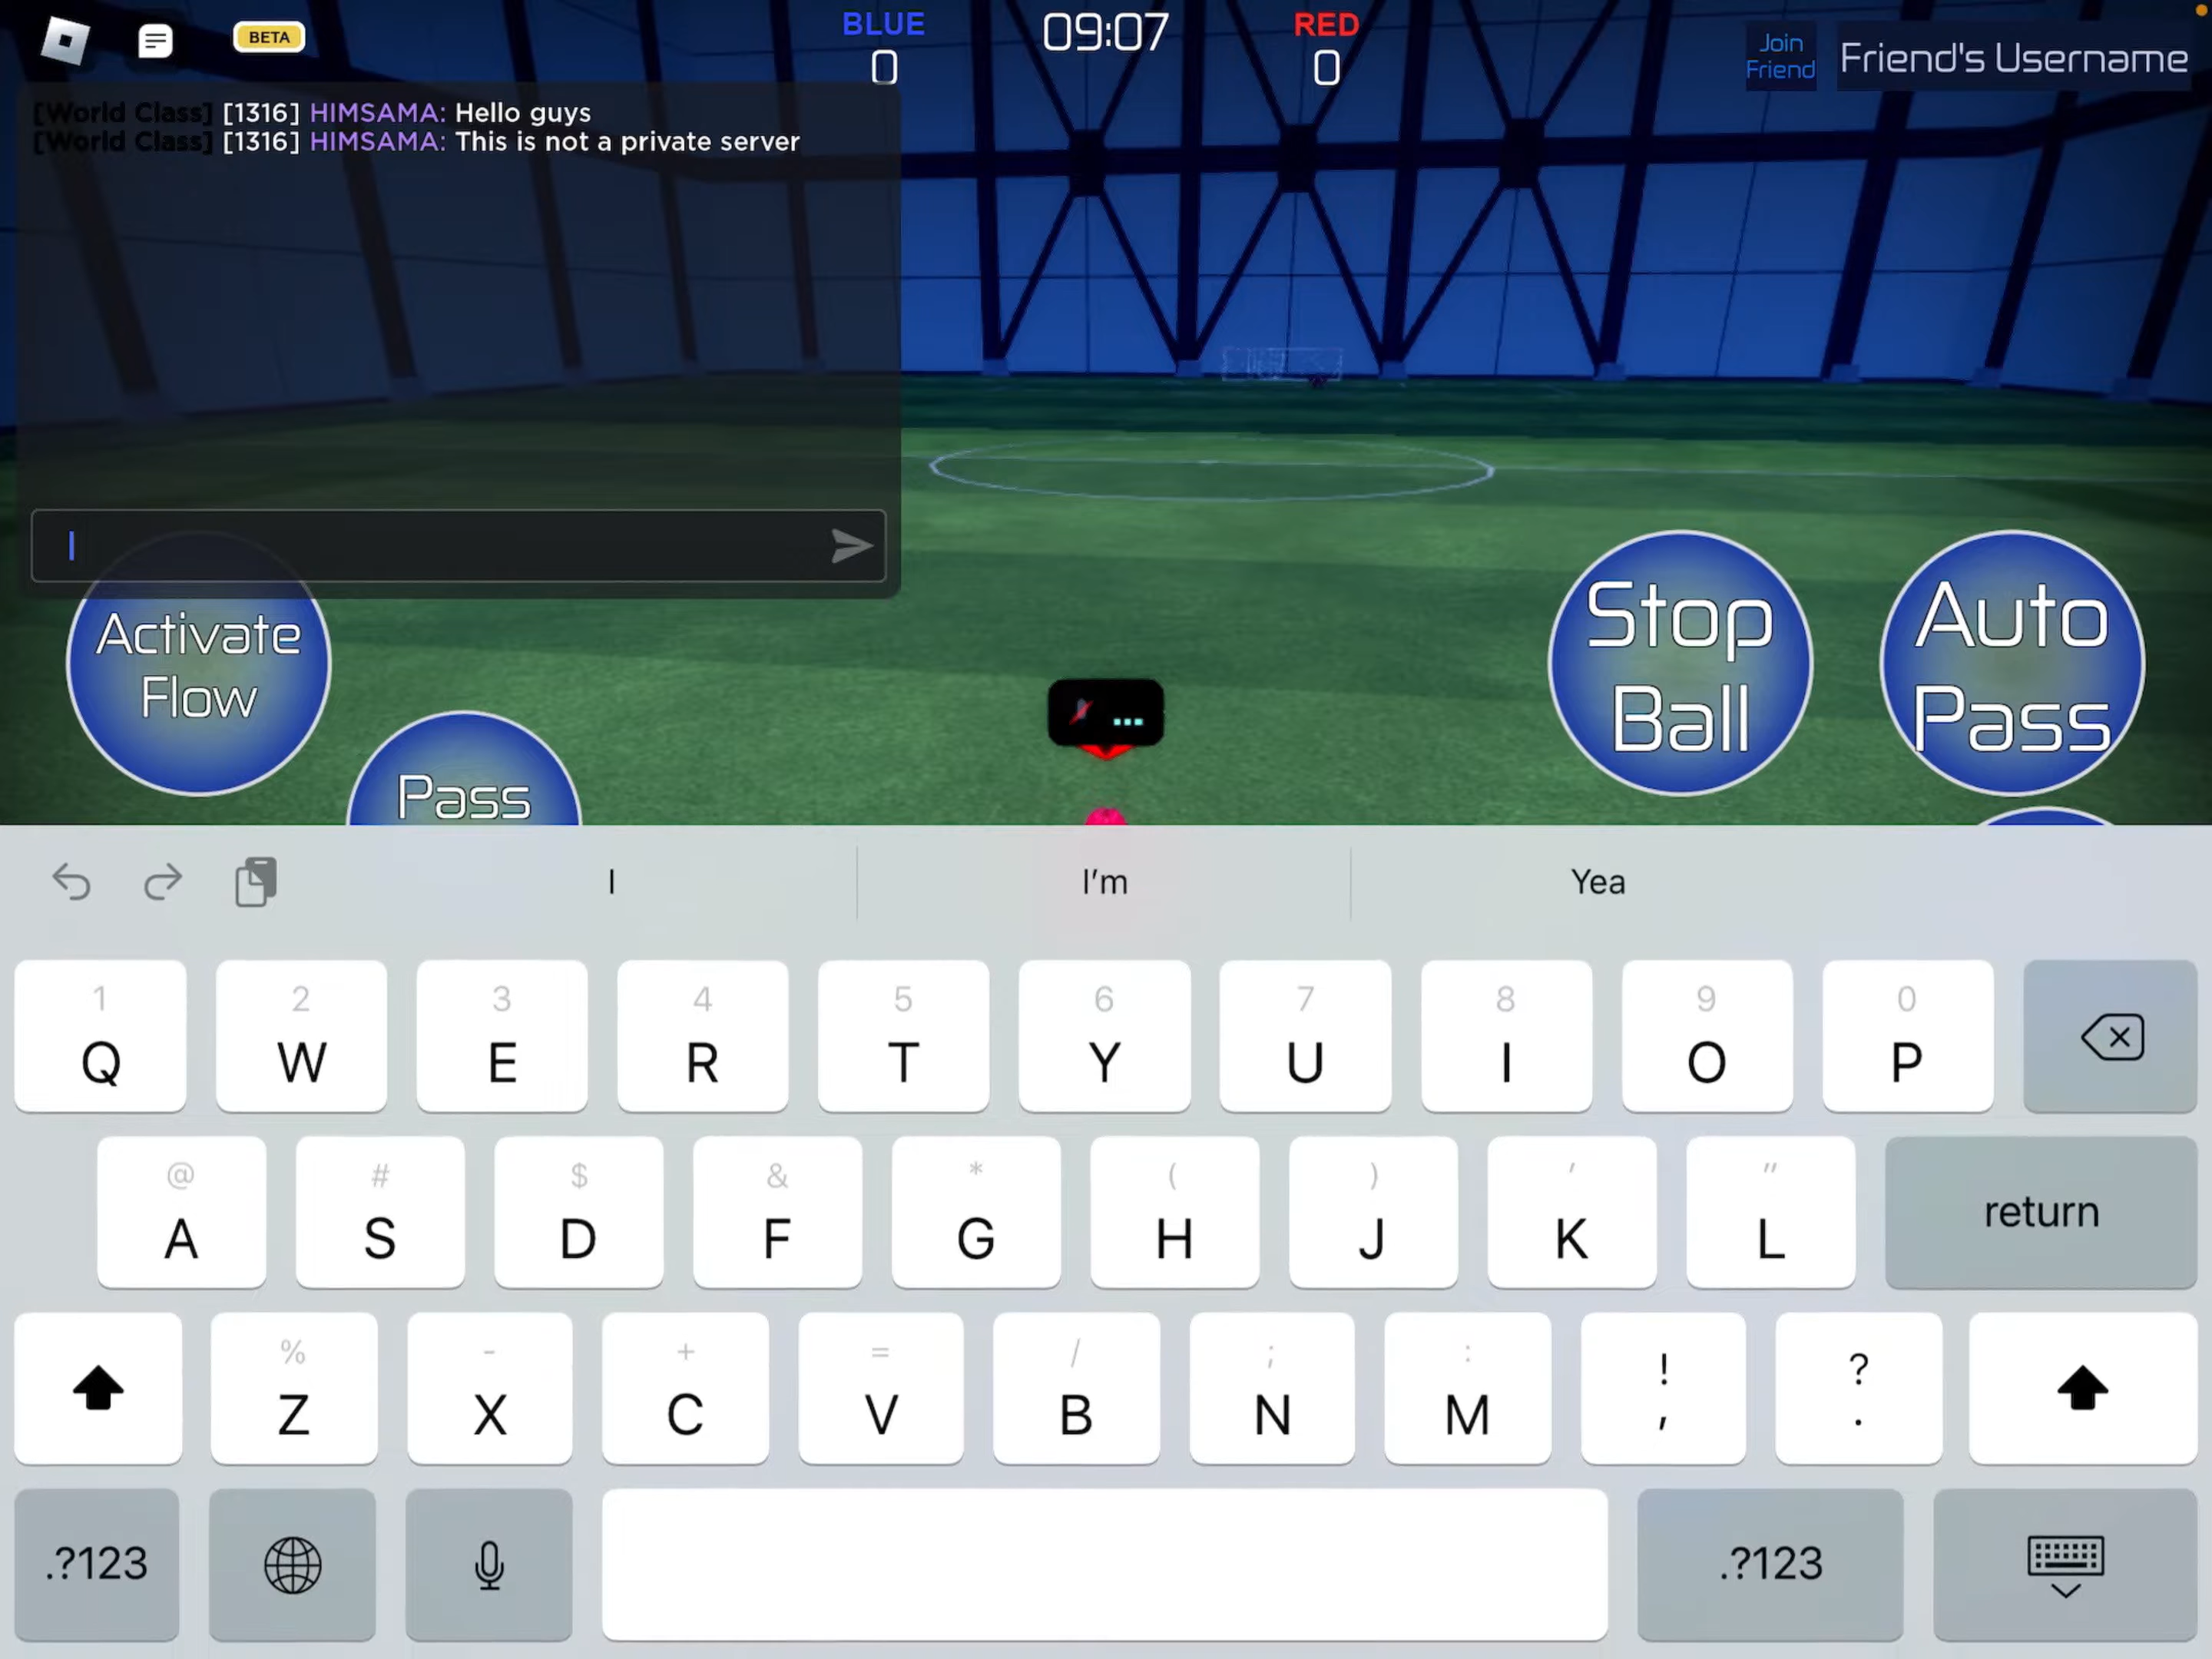 BETA
BLUE
0
09:07
RED
0
Join
Friend
Friend's Username
[World Class] [1316] HIMSAMA: Hello guys
[World Class] [1316] HIMSAMA: This is not a private server
Activate
Flow
Pass
Stop
Ball
Auto
Pass
...
I
I'm
Yea
1 2 3 4 5 6 7 8 9 0
Q W E R T Y U I O P
@ # $ & * ( ) ' "
A S D F G H J K L return
% - + = / ; : ! ?
Z X C V B N M , .
.?123
.?123